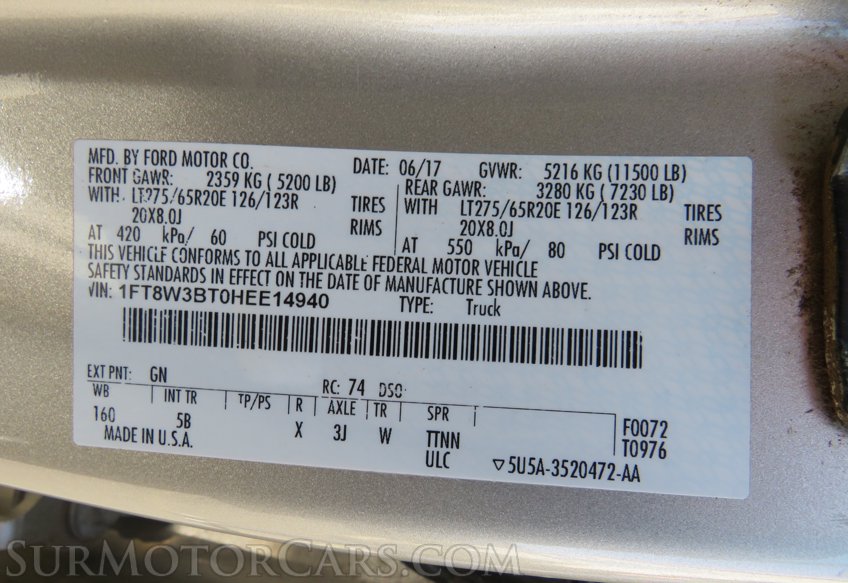 MFD. BY FORD MOTOR CO. DATE: 06/17 GVWR: 5216 KG (11500 LB)
FRONT GAWR: 2359 KG ( 5200 LB) REAR GAWR: 3280 KG ( 7230 LB)
WITH LT275/65R20E 126/123R TIRES WITH LT275/65R20E 126/123R TIRES
20X8.0J RIMS 20X8.0J RIMS
AT 420 kPa/ 60 PSI COLD AT 550 kPa/ 80 PSI COLD
THIS VEHICLE CONFORMS TO ALL APPLICABLE FEDERAL MOTOR VEHICLE
SAFETY STANDARDS IN EFFECT ON THE DATE OF MANUFACTURE SHOWN ABOVE.
VIN: 1FT8W3BT0HEE14940 TYPE: Truck
EXT PNT: GN RC: 74 DSO:
WB INT TR TP/PS R AXLE TR SPR F0072
160 5B X 3J W TTNN T0976
MADE IN U.S.A. ULC ▽5U5A-3520472-AA
SURMOTORCARS.COM